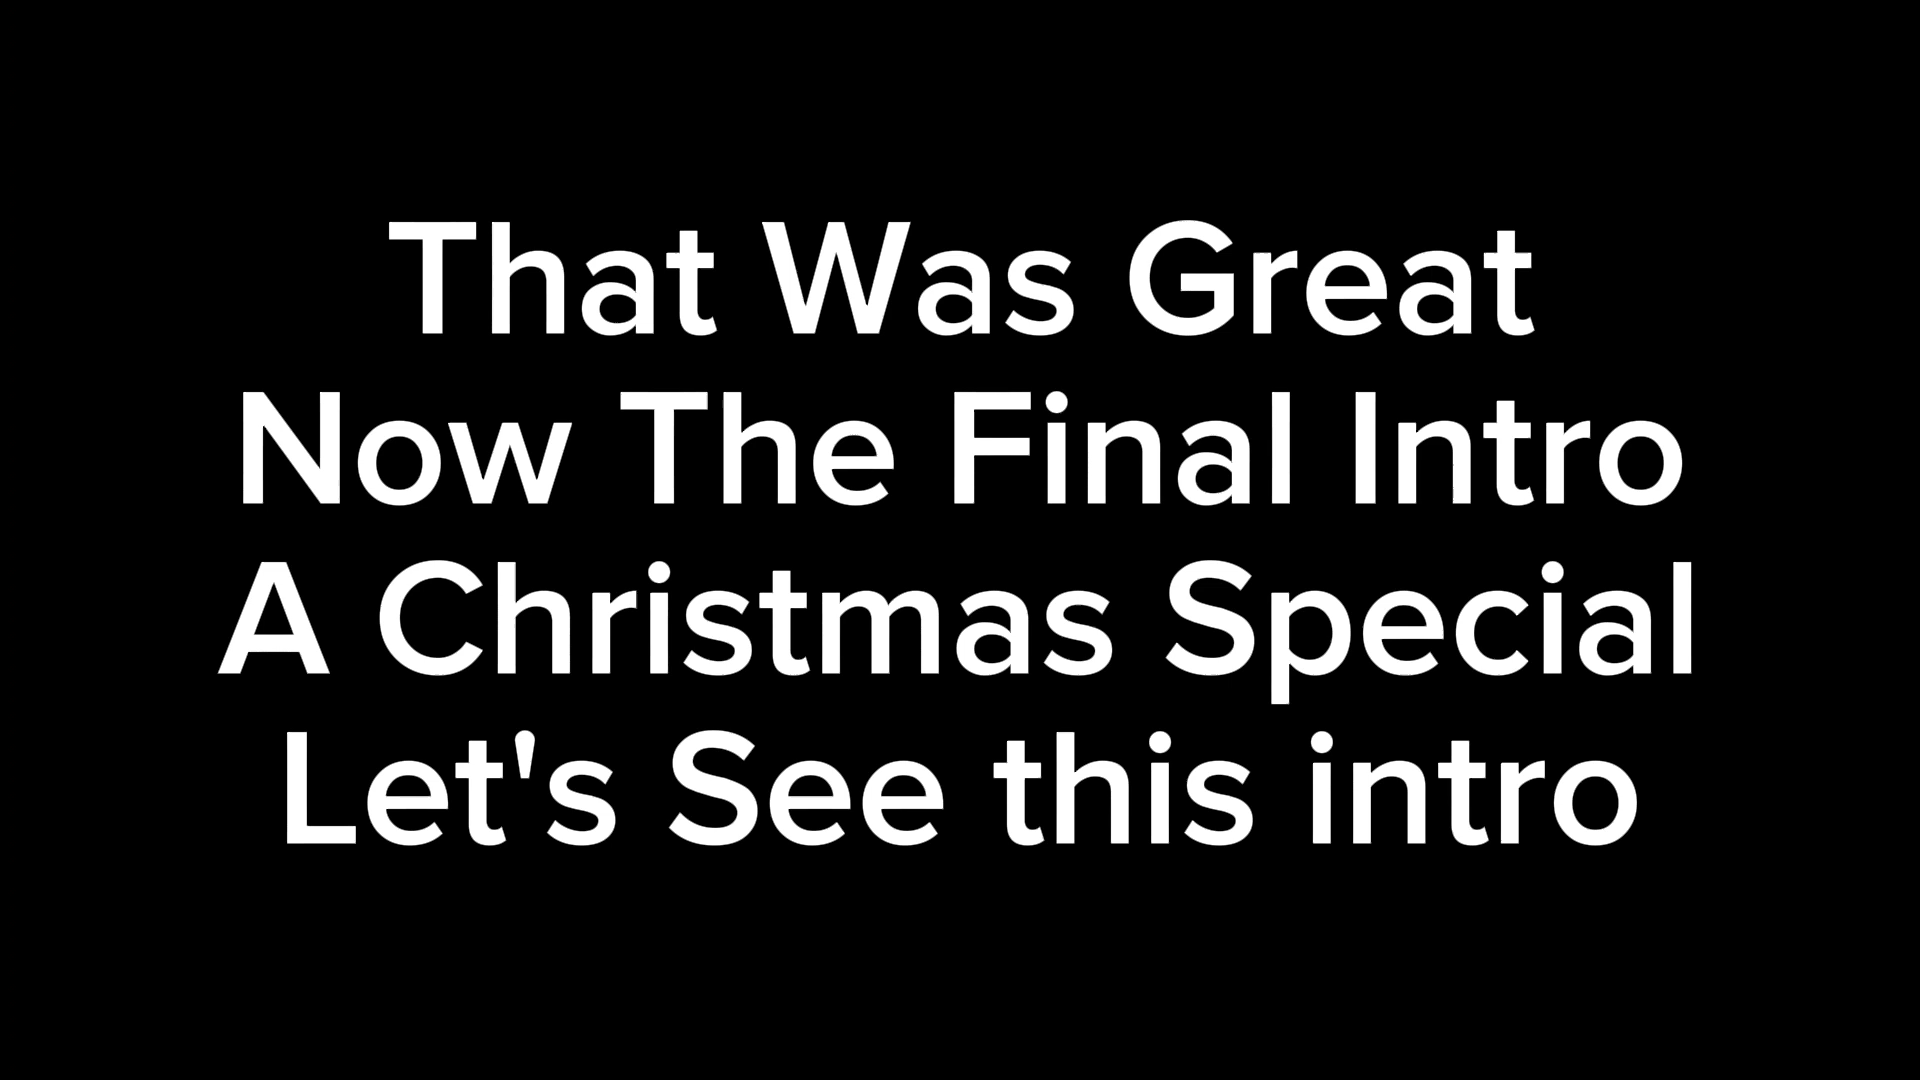 That Was Great
Now The Final Intro
A Christmas Special
Let's See this intro